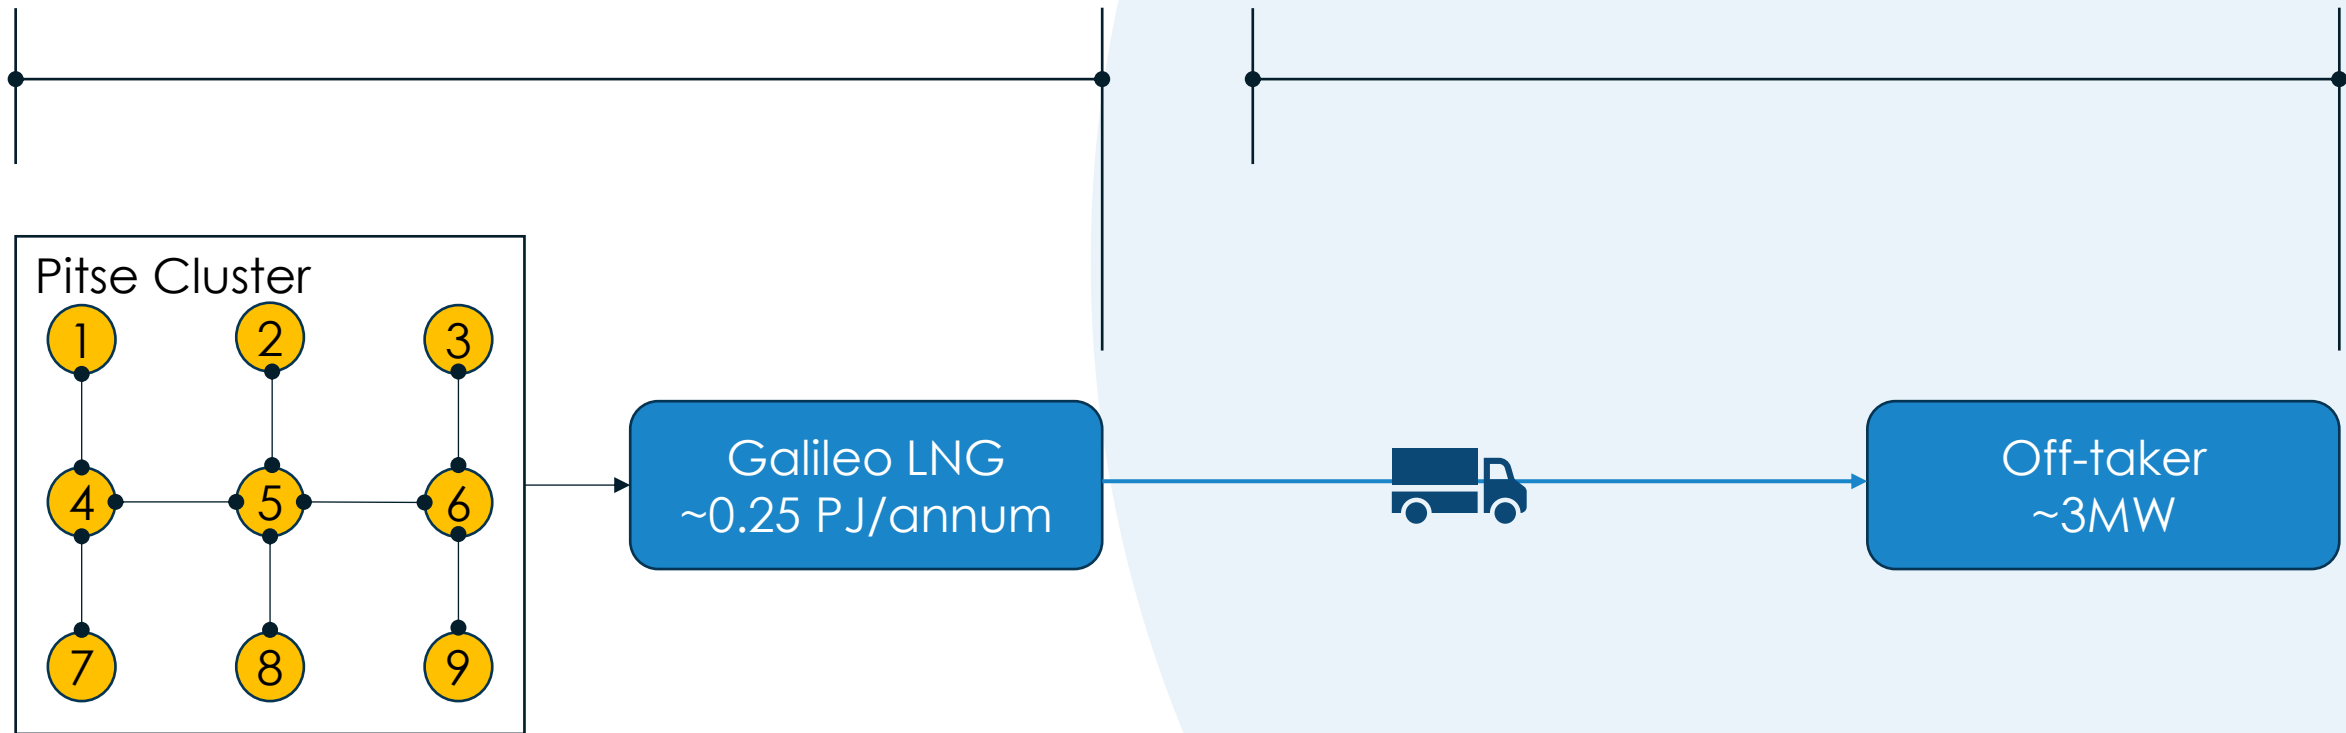 Pitse Cluster
1 2 3
4 5 6
7 8 9
Galileo LNG
~0.25 PJ/annum
Off-taker
~3MW